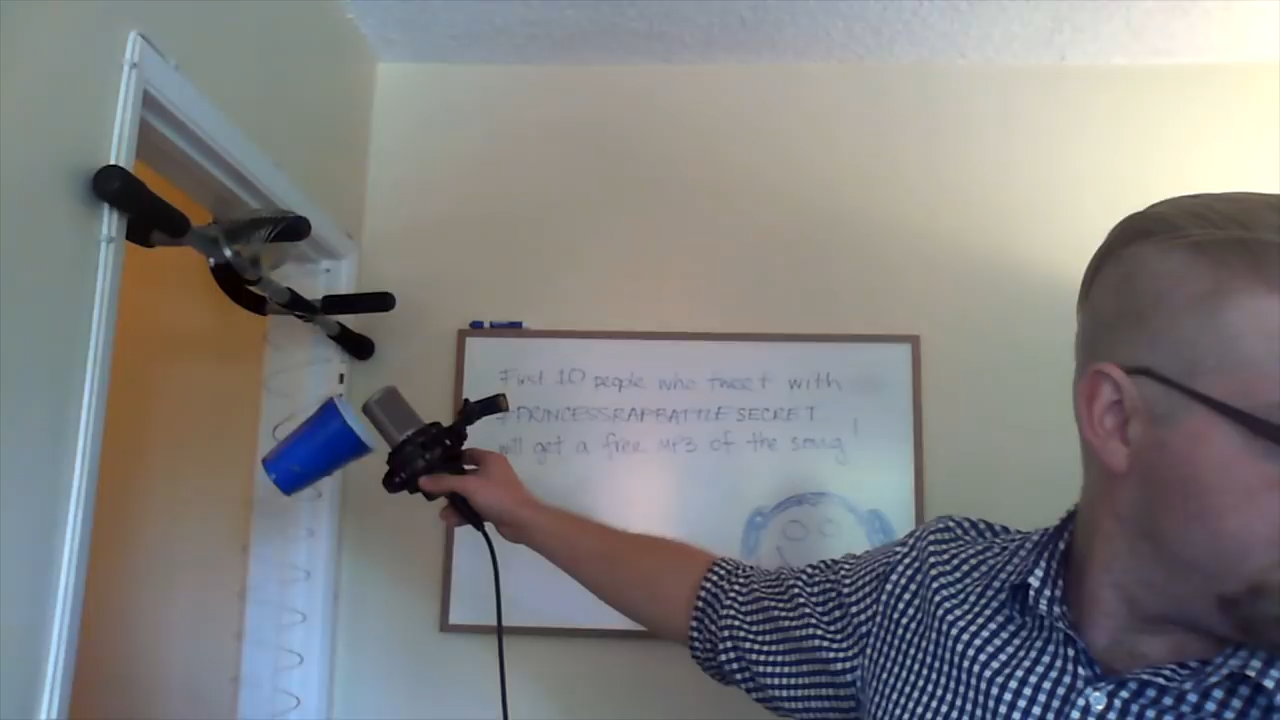 First 10 people who tweet with
#PRINCESSRAPBATTLESECRET
will get a free MP3 of the song!